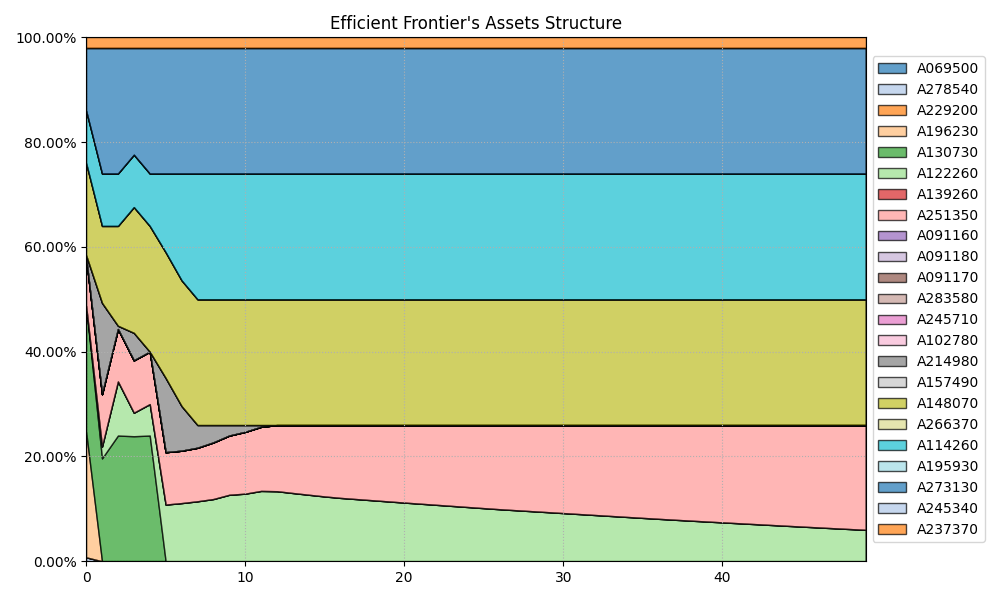 Efficient Frontier's Assets Structure
100.00%
80.00%
60.00%
40.00%
20.00%
0.00%
0
10
20
30
40
A069500
A278540
A229200
A196230
A130730
A122260
A139260
A251350
A091160
A091180
A091170
A283580
A245710
A102780
A214980
A157490
A148070
A266370
A114260
A195930
A273130
A245340
A237370